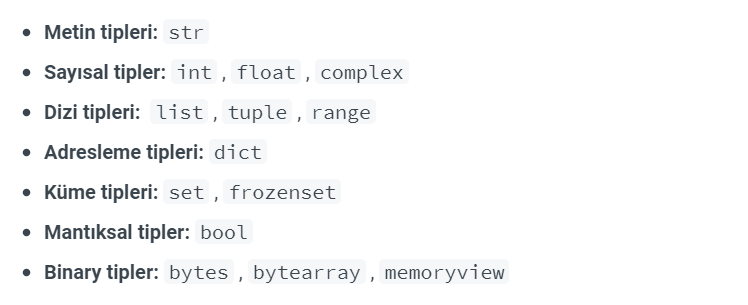 Metin tipleri: str
Sayısal tipler: int , float , complex
Dizi tipleri: list , tuple , range
Adresleme tipleri: dict
Küme tipleri: set , frozenset
Mantıksal tipler: bool
Binary tipler: bytes , bytearray , memoryview